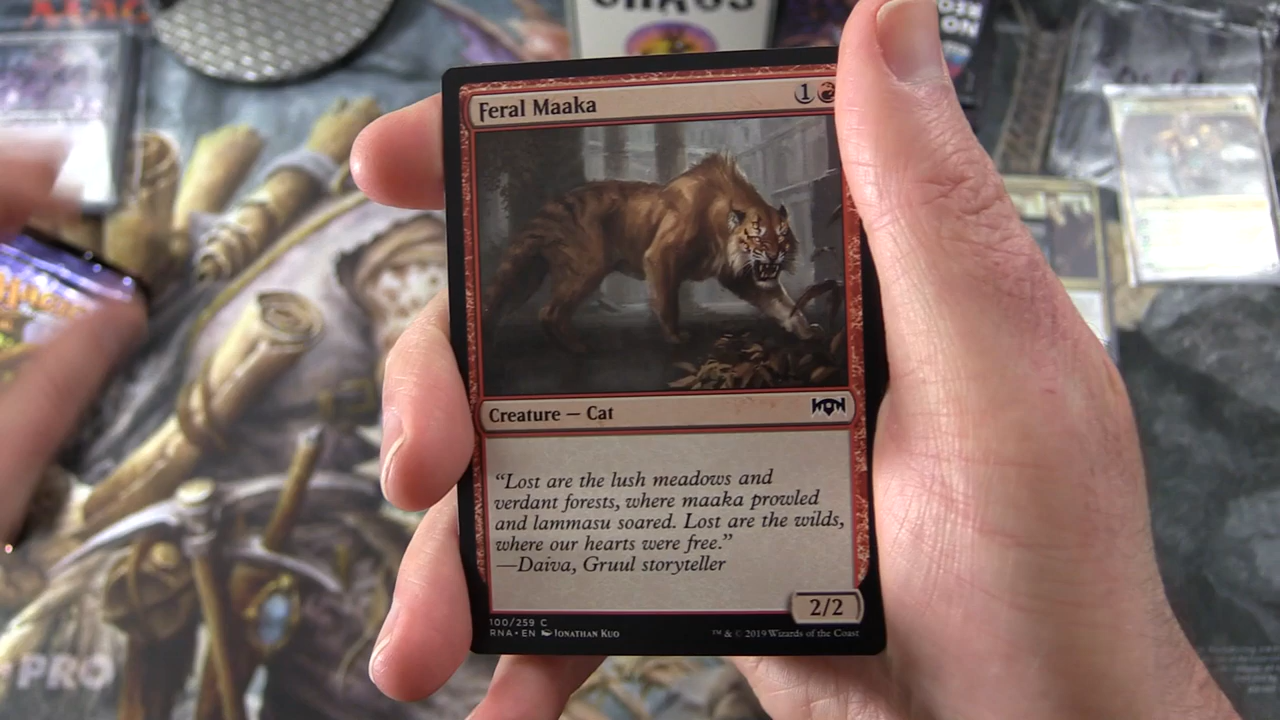 CHAOS
Feral Maaka
1
Creature — Cat
“Lost are the lush meadows and
verdant forests, where maaka prowled
and lammasu soared. Lost are the wilds,
where our hearts were free.”
—Daiva, Gruul storyteller
2/2
100/259 C
RNA • EN Jonathan Kuo
™ & © 2019 Wizards of the Coast
PRO